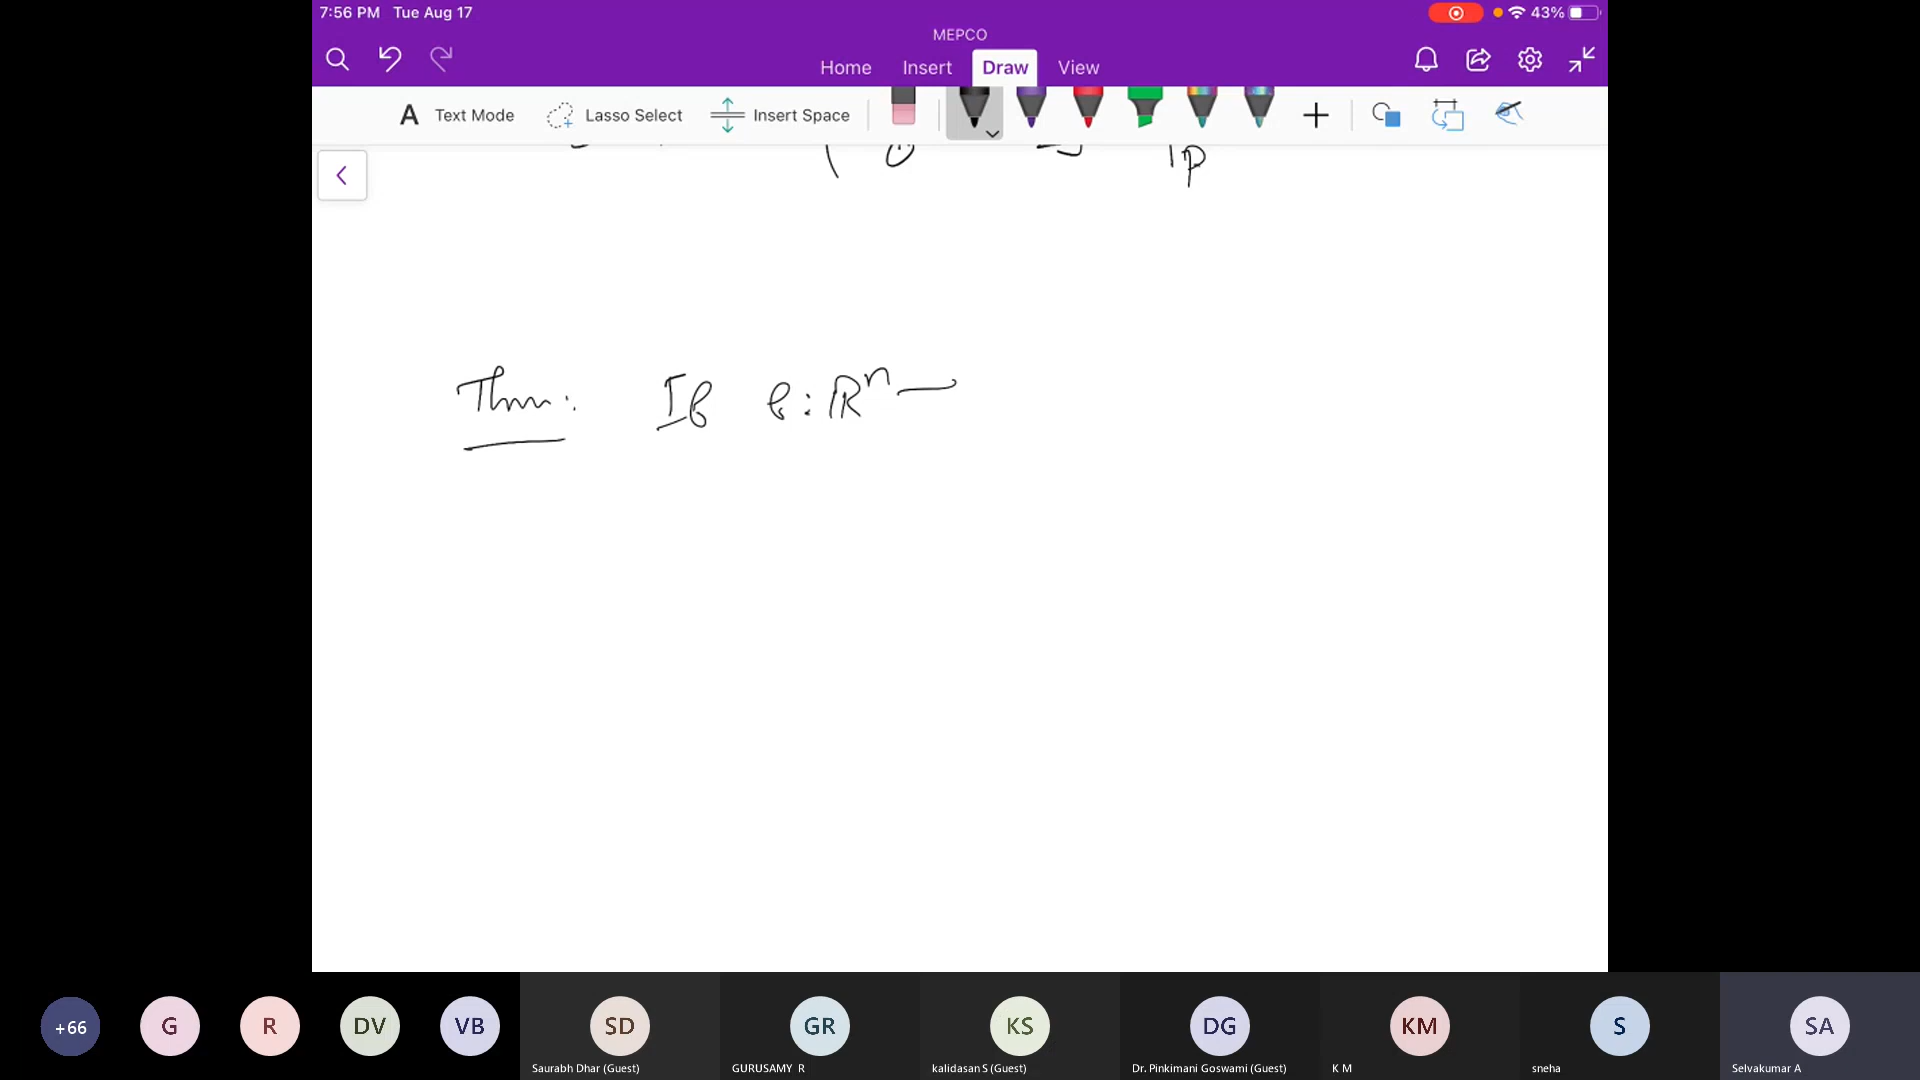 7:56 PM Tue Aug 17
43%
MEPCO
Home Insert Draw View
A Text Mode Lasso Select Insert Space
Thm: If f: ℝⁿ —
+66 G R DV VB SD GR KS DG KM S SA
Saurabh Dhar (Guest) GURUSAMY R kalidasan S (Guest) Dr. Pinkimani Goswami (Guest) K M sneha Selvakumar A